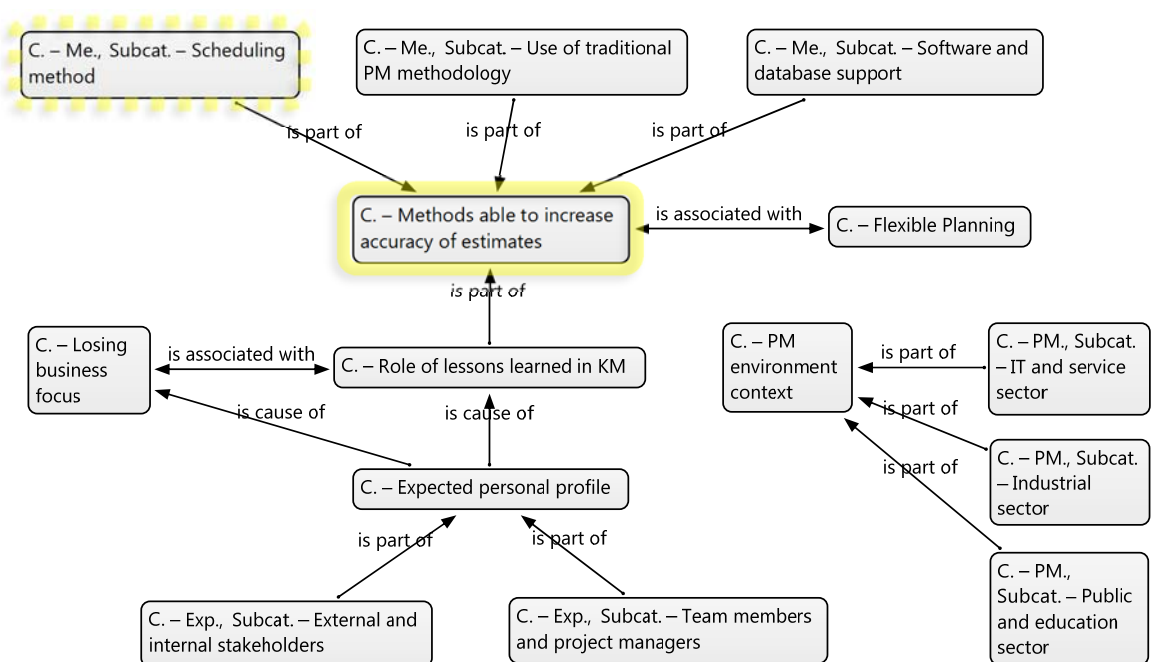 C. – Me., Subcat. – Scheduling
method
C. – Me., Subcat. – Use of traditional
PM methodology
C. – Me., Subcat. – Software and
database support
is part of
is part of
is part of
C. – Methods able to increase
accuracy of estimates
is associated with
C. – Flexible Planning
is part of
C. – Losing
business
focus
is associated with
C. – Role of lessons learned in KM
C. – PM
environment
context
is part of
C. – PM., Subcat.
– IT and service
sector
is cause of
is cause of
is part of
C. – PM., Subcat.
– Industrial
sector
is part of
C. – Expected personal profile
is part of
is part of
C. – PM.,
Subcat. – Public
and education
sector
C. – Exp., Subcat. – External and
internal stakeholders
C. – Exp., Subcat. – Team members
and project managers